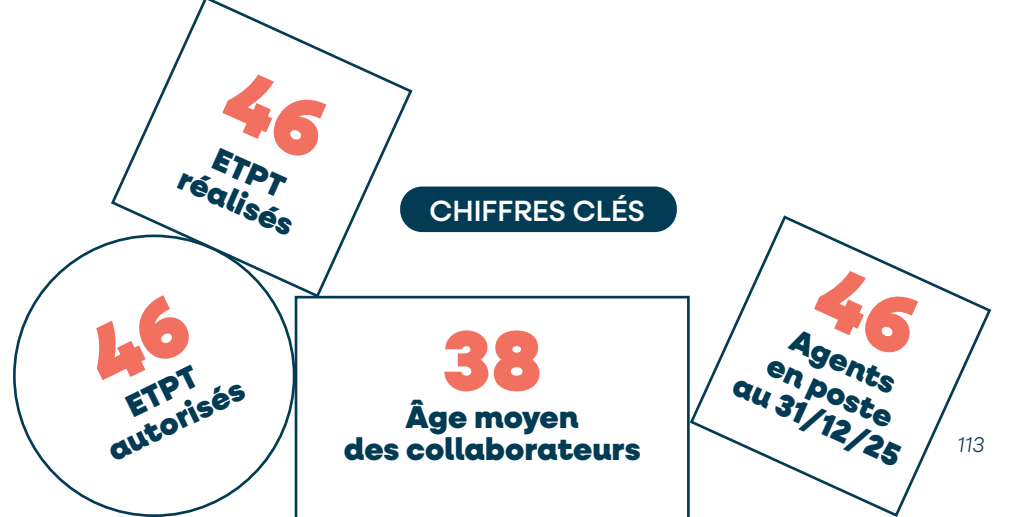 46
ETPT
réalisés
CHIFFRES CLÉS
46
ETPT
autorisés
38
Âge moyen
des collaborateurs
46
Agents
en poste
au 31/12/25
113